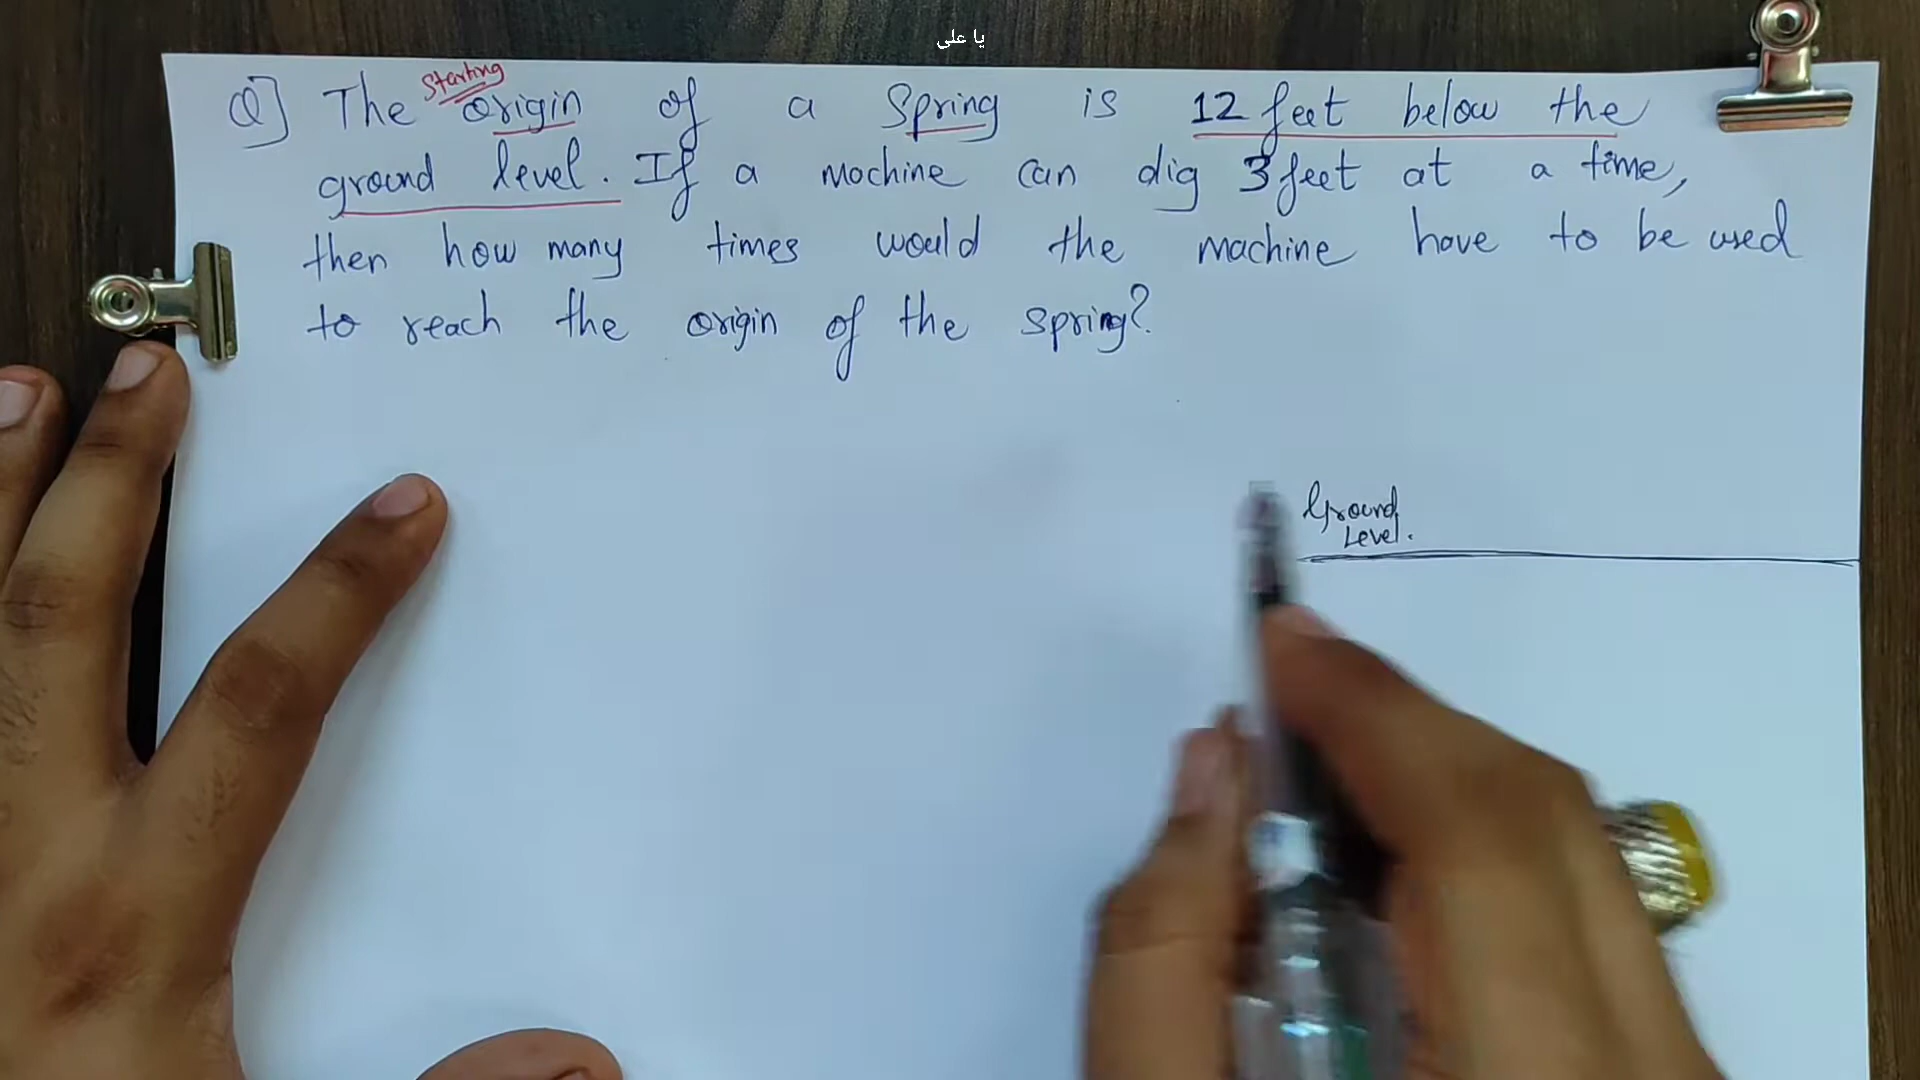 يا على
Starting
Q] The origin of a Spring is 12 feet below the
ground level. If a machine can dig 3 feet at a time,
then how many times would the machine have to be used
to reach the origin of the spring?
Ground
Level.